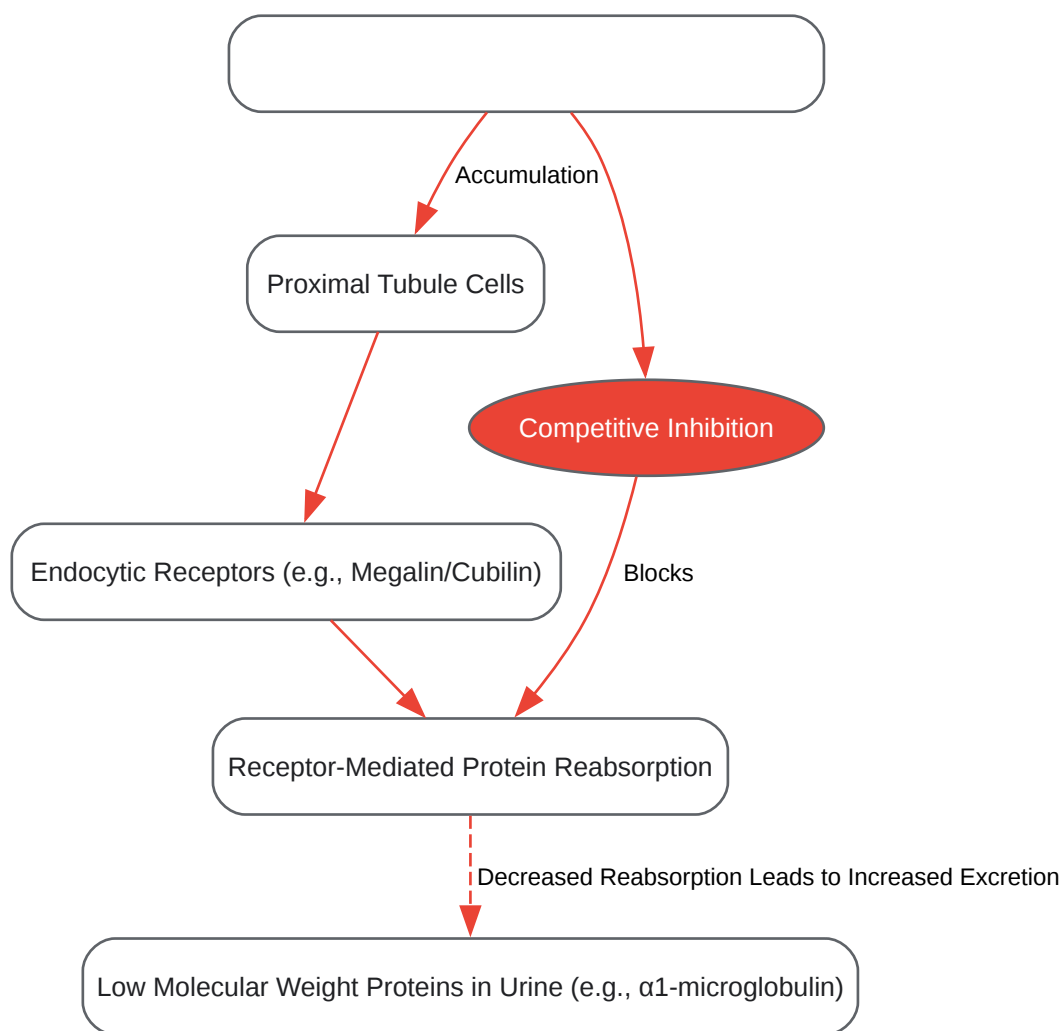 Accumulation
Proximal Tubule Cells
Competitive Inhibition
Endocytic Receptors (e.g., Megalin/Cubilin)
Blocks
Receptor-Mediated Protein Reabsorption
Decreased Reabsorption Leads to Increased Excretion
Low Molecular Weight Proteins in Urine (e.g., α1-microglobulin)